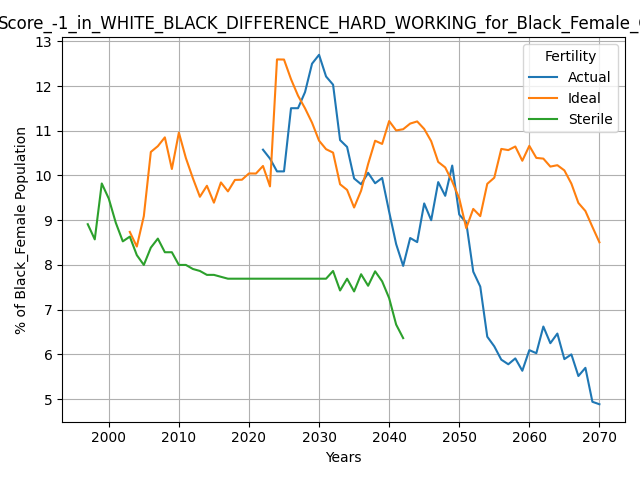 Score_-1_in_WHITE_BLACK_DIFFERENCE_HARD_WORKING_for_Black_Female_
Fertility
Actual
Ideal
Sterile
% of Black_Female Population
13
12
11
10
9
8
7
6
5
2000 2010 2020 2030 2040 2050 2060 2070
Years